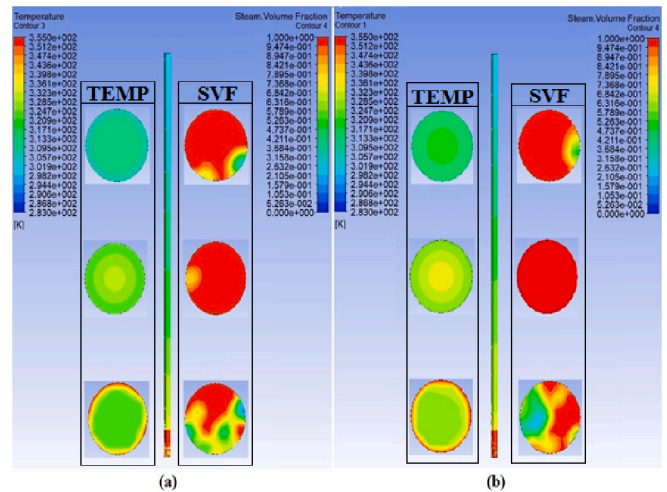 Temperature
Contour 3
3.550e+002
3.512e+002
3.474e+002
3.436e+002
3.398e+002
3.361e+002
3.323e+002
3.285e+002
3.247e+002
3.209e+002
3.171e+002
3.133e+002
3.095e+002
3.057e+002
3.019e+002
2.982e+002
2.944e+002
2.906e+002
2.868e+002
2.830e+002
[K]
TEMP
SVF
Steam.Volume Fraction
Contour 4
1.000e+000
9.474e-001
8.947e-001
8.421e-001
7.895e-001
7.368e-001
6.842e-001
6.316e-001
5.789e-001
5.263e-001
4.737e-001
4.211e-001
3.684e-001
3.158e-001
2.632e-001
2.105e-001
1.579e-001
1.053e-001
5.263e-002
0.000e+000
(a)
Temperature
Contour 1
3.550e+002
3.512e+002
3.474e+002
3.436e+002
3.398e+002
3.361e+002
3.323e+002
3.285e+002
3.247e+002
3.209e+002
3.171e+002
3.133e+002
3.095e+002
3.057e+002
3.019e+002
2.982e+002
2.944e+002
2.906e+002
2.868e+002
2.830e+002
[K]
TEMP
SVF
Steam.Volume Fraction
Contour 4
1.000e+000
9.474e-001
8.947e-001
8.421e-001
7.895e-001
7.368e-001
6.842e-001
6.316e-001
5.789e-001
5.263e-001
4.737e-001
4.211e-001
3.684e-001
3.158e-001
2.632e-001
2.105e-001
1.579e-001
1.053e-001
5.263e-002
0.000e+000
(b)